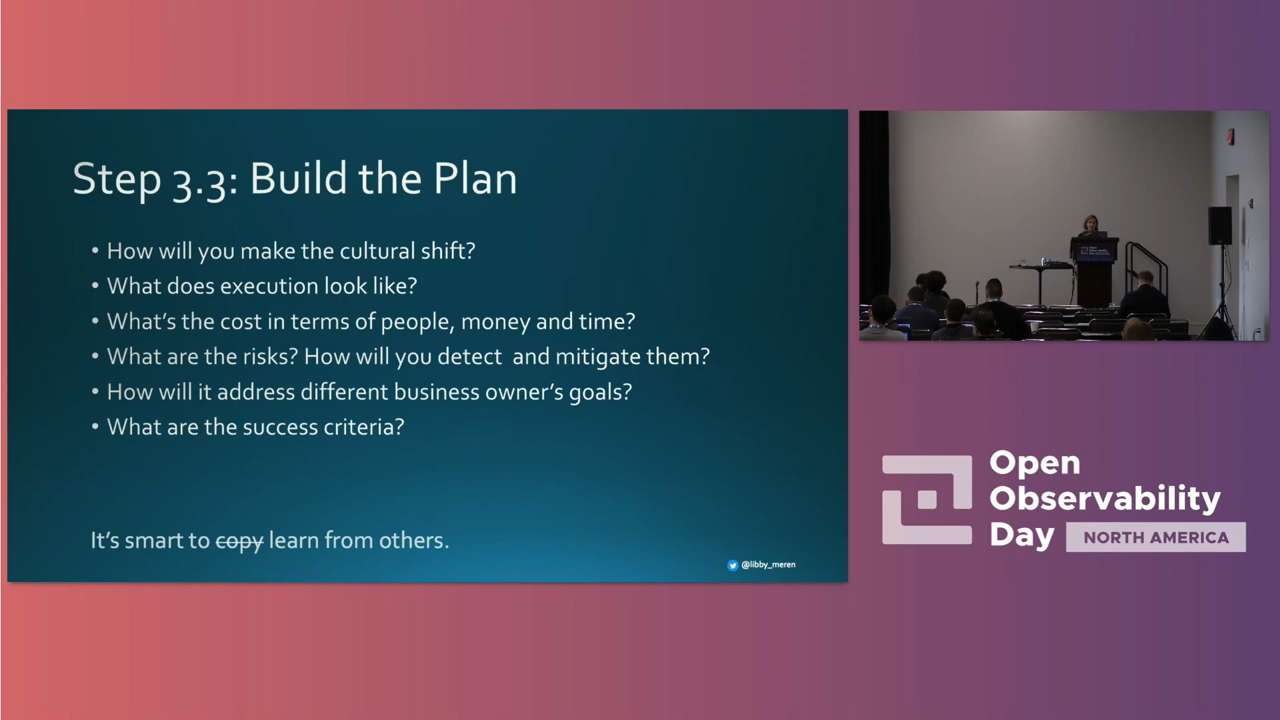 Step 3.3: Build the Plan
• How will you make the cultural shift?
• What does execution look like?
• What's the cost in terms of people, money and time?
• What are the risks? How will you detect  and mitigate them?
• How will it address different business owner's goals?
• What are the success criteria?
It's smart to copy learn from others.
@libby_meren
Open
Observability
Day NORTH AMERICA